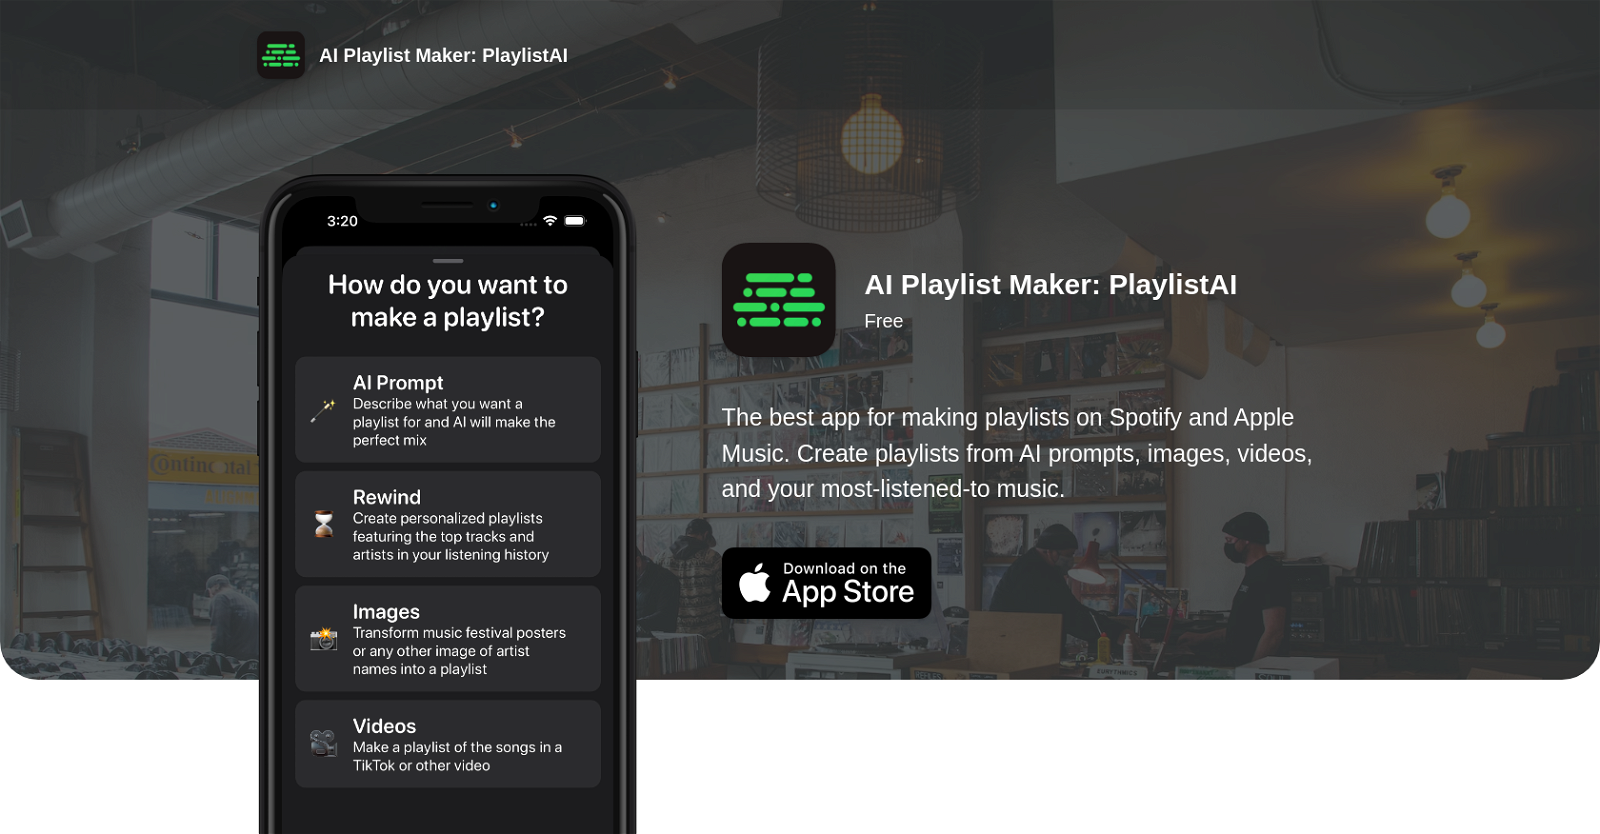 AI Playlist Maker: PlaylistAI
3:20
How do you want to
make a playlist?
AI Prompt
Describe what you want a
playlist for and AI will make the
perfect mix
Rewind
Create personalized playlists
featuring the top tracks and
artists in your listening history
Images
Transform music festival posters
or any other image of artist
names into a playlist
Videos
Make a playlist of the songs in a
TikTok or other video
AI Playlist Maker: PlaylistAI
Free
The best app for making playlists on Spotify and Apple
Music. Create playlists from AI prompts, images, videos,
and your most-listened-to music.
Download on the
App Store
EURYTHMICS